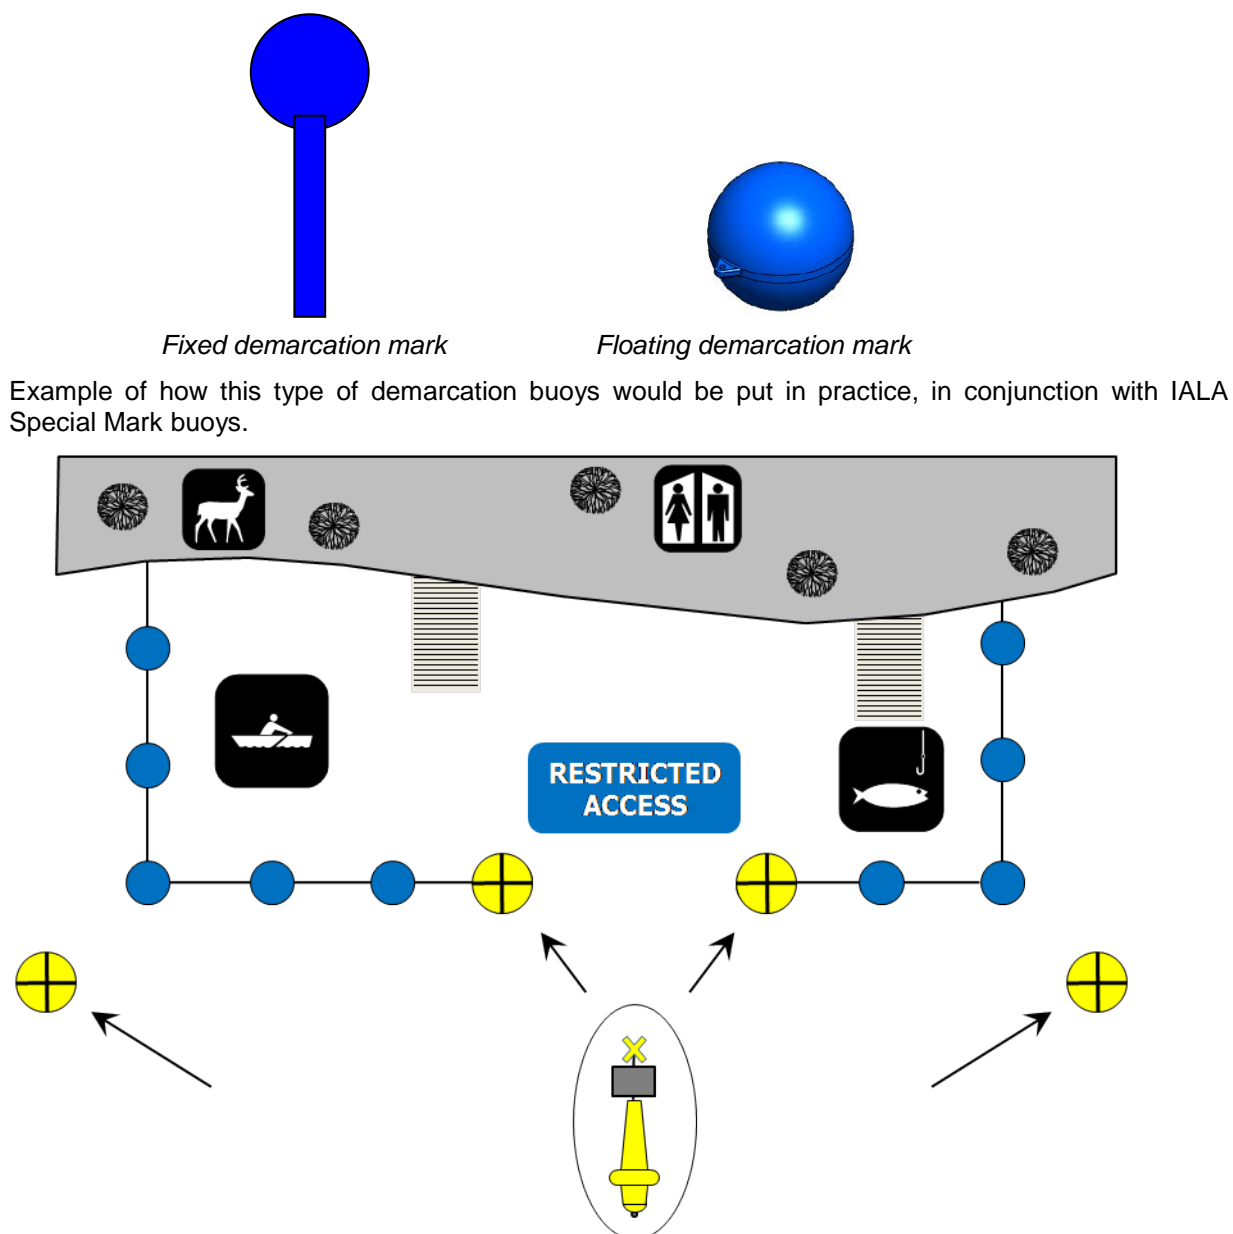 Fixed demarcation mark
Floating demarcation mark
Example of how this type of demarcation buoys would be put in practice, in conjunction with IALA
Special Mark buoys.
RESTRICTED
ACCESS